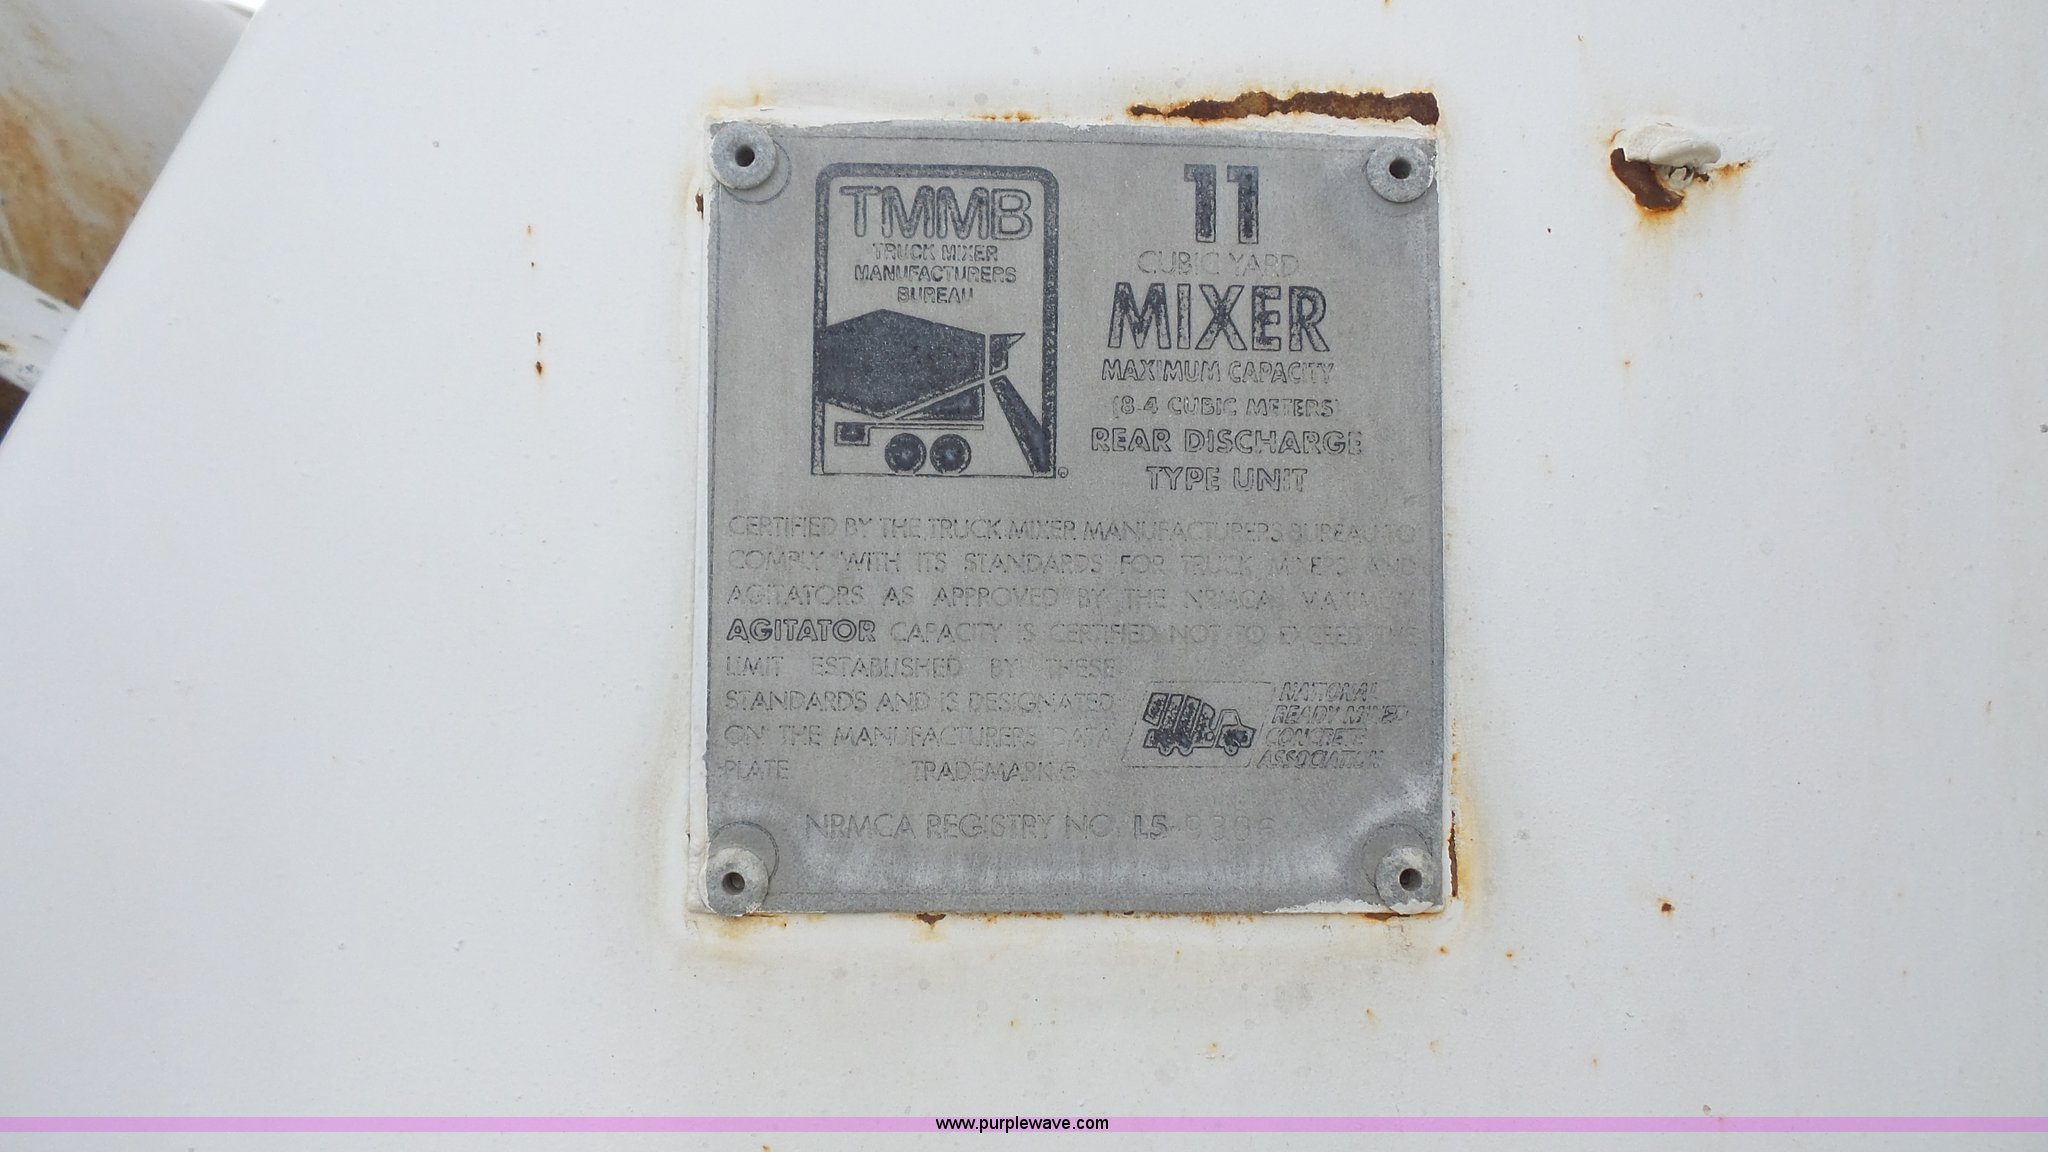 TMMB
TRUCK MIXER
MANUFACTURERS
BUREAU
11
CUBIC YARD
MIXER
MAXIMUM CAPACITY
(8.4 CUBIC METERS)
REAR DISCHARGE
TYPE UNIT
CERTIFIED BY THE TRUCK MIXER MANUFACTURERS BUREAU TO
COMPLY WITH ITS STANDARDS FOR TRUCK MIXERS AND
AGITATORS AS APPROVED BY THE NRMCA. MAXIMUM
AGITATOR CAPACITY IS CERTIFIED NOT TO EXCEED THE
LIMIT ESTABLISHED BY THESE
STANDARDS AND IS DESIGNATED
ON THE MANUFACTURERS DATA
PLATE TRADEMARK ®
NATIONAL
READY MIXED
CONCRETE
ASSOCIATION
NRMCA REGISTRY NO. L5
www.purplewave.com